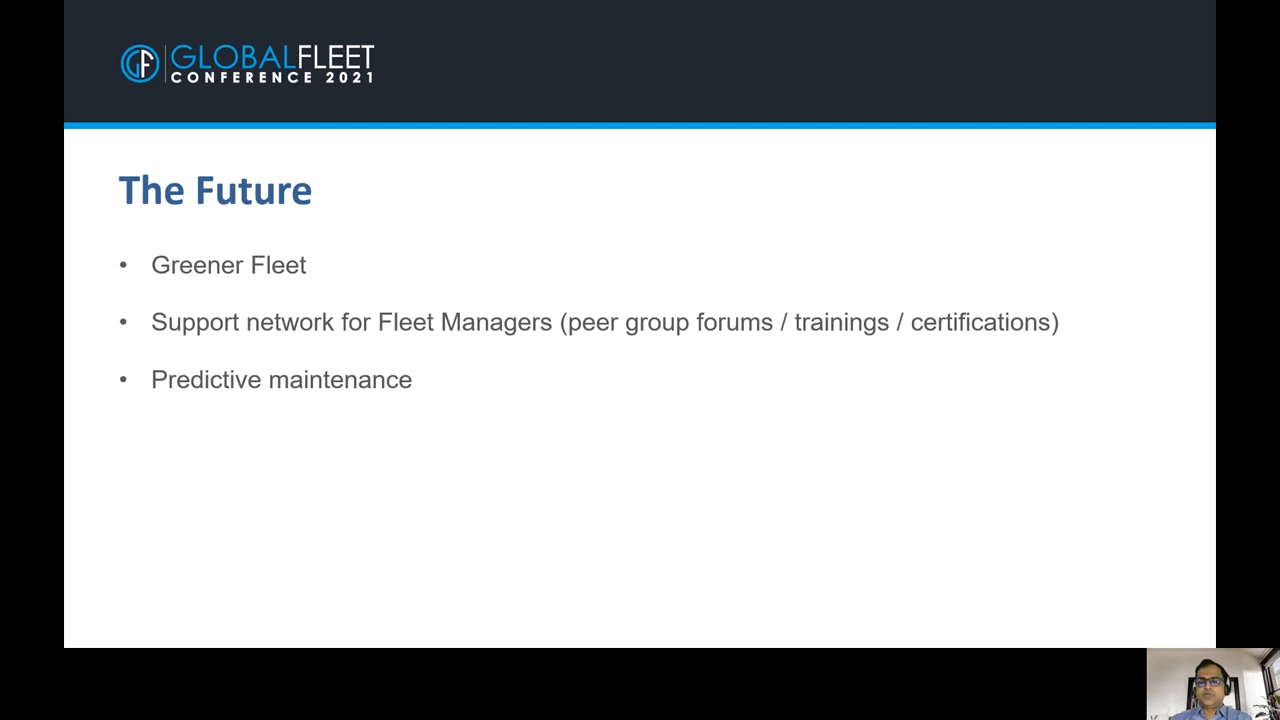 GF GLOBALFLEET
CONFERENCE 2021
The Future
• Greener Fleet
• Support network for Fleet Managers (peer group forums / trainings / certifications)
• Predictive maintenance